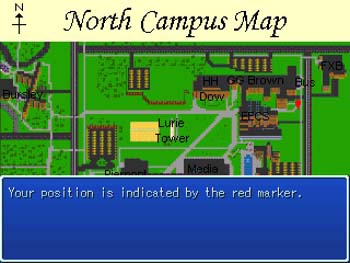 N
North Campus Map
FXB
Bursley
HH
GG Brown
Bus
Dow
EECS
Lurie
Tower
Pierpont
Media
Your position is indicated by the red marker.